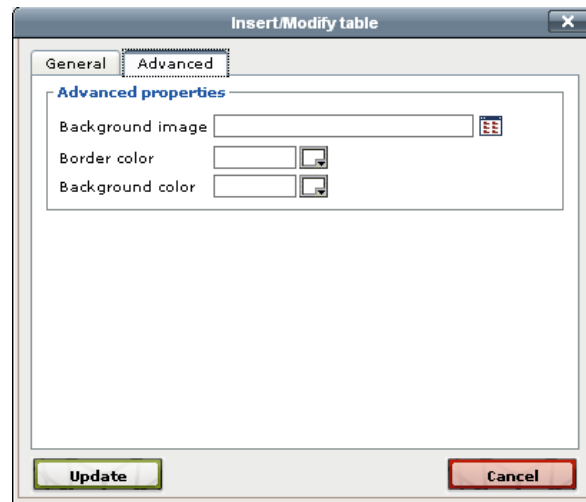 Insert/Modify table
General Advanced
Advanced properties
Background image
Border color
Background color
Update Cancel